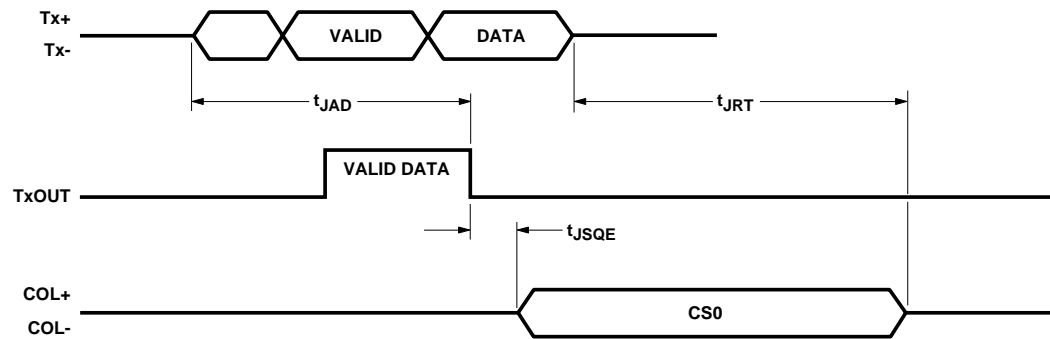 Tx+
Tx-
VALID
DATA
tJAD
tJRT
VALID DATA
TxOUT
tJSQE
COL+
COL-
CS0